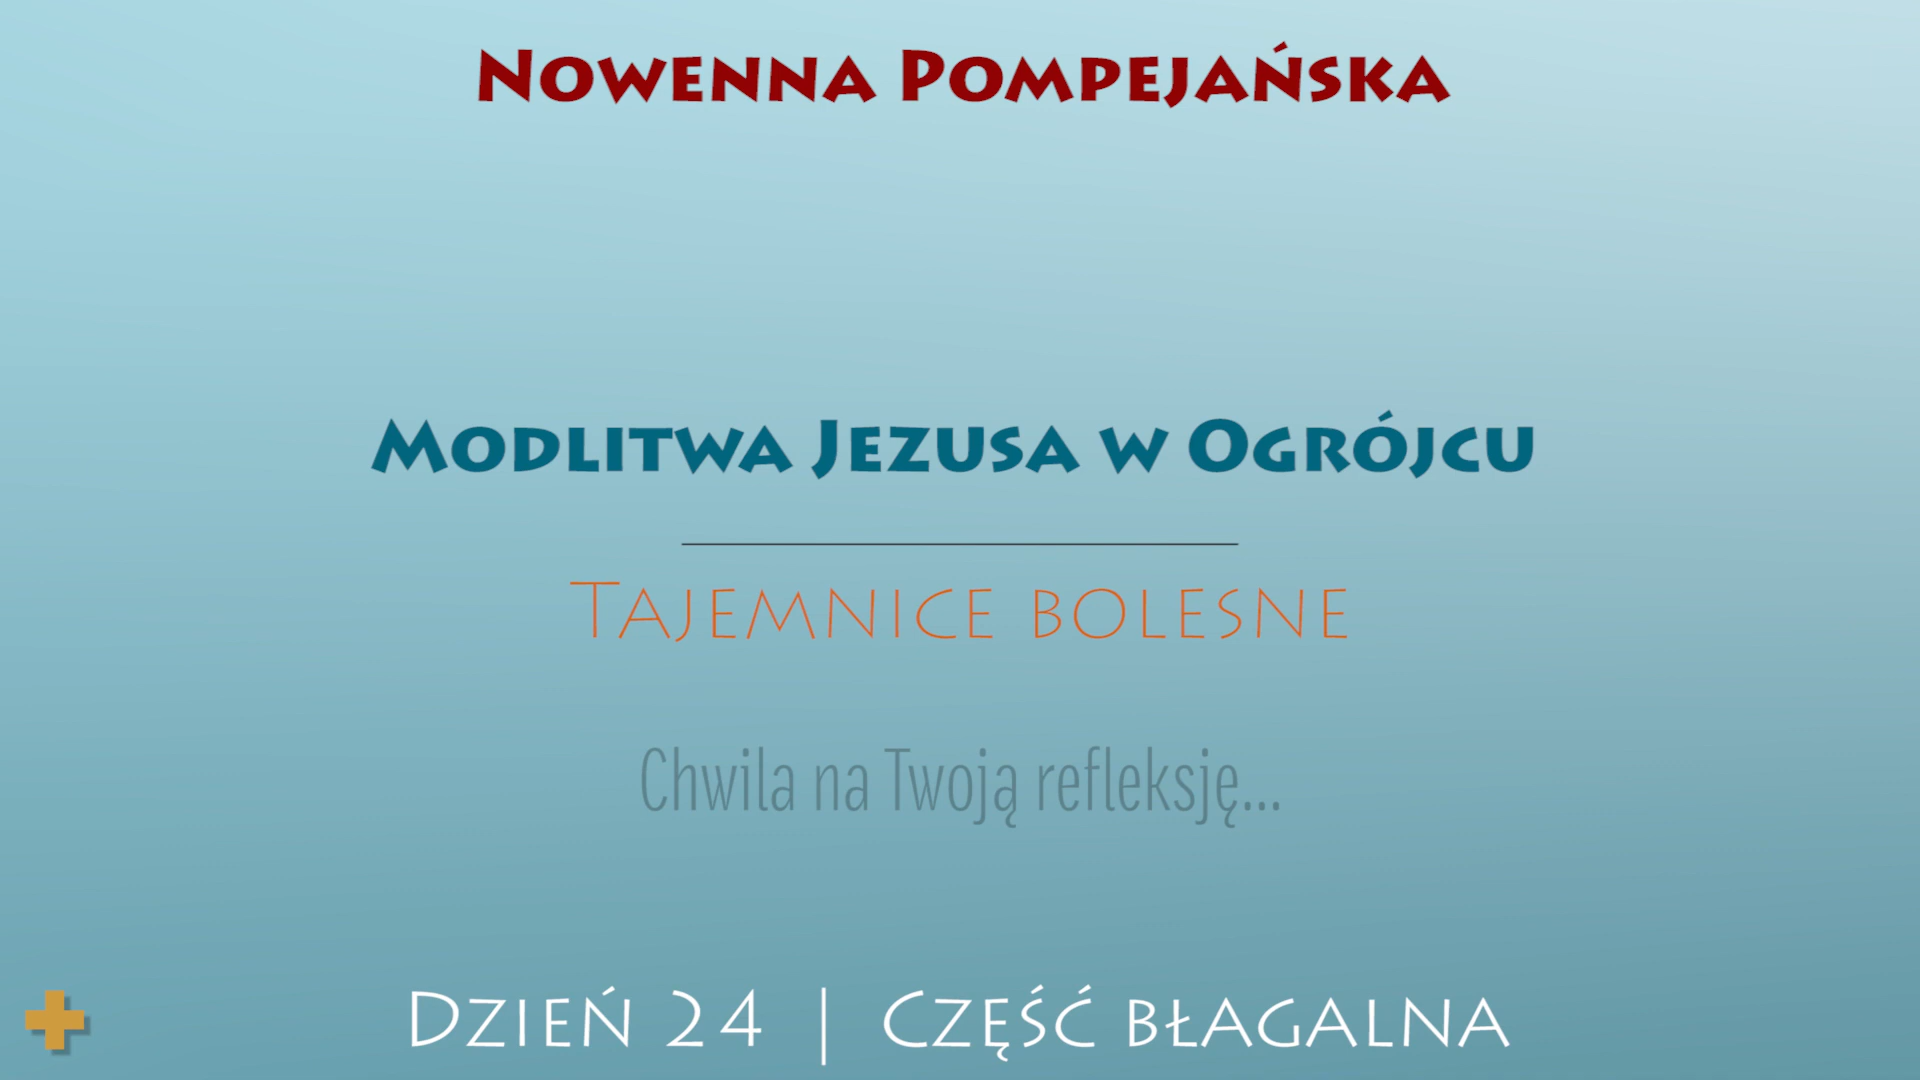 Nowenna Pompejańska
Modlitwa Jezusa w Ogrójcu
Tajemnice bolesne
Chwila na Twoją refleksję...
Dzień 24 | Część błagalna